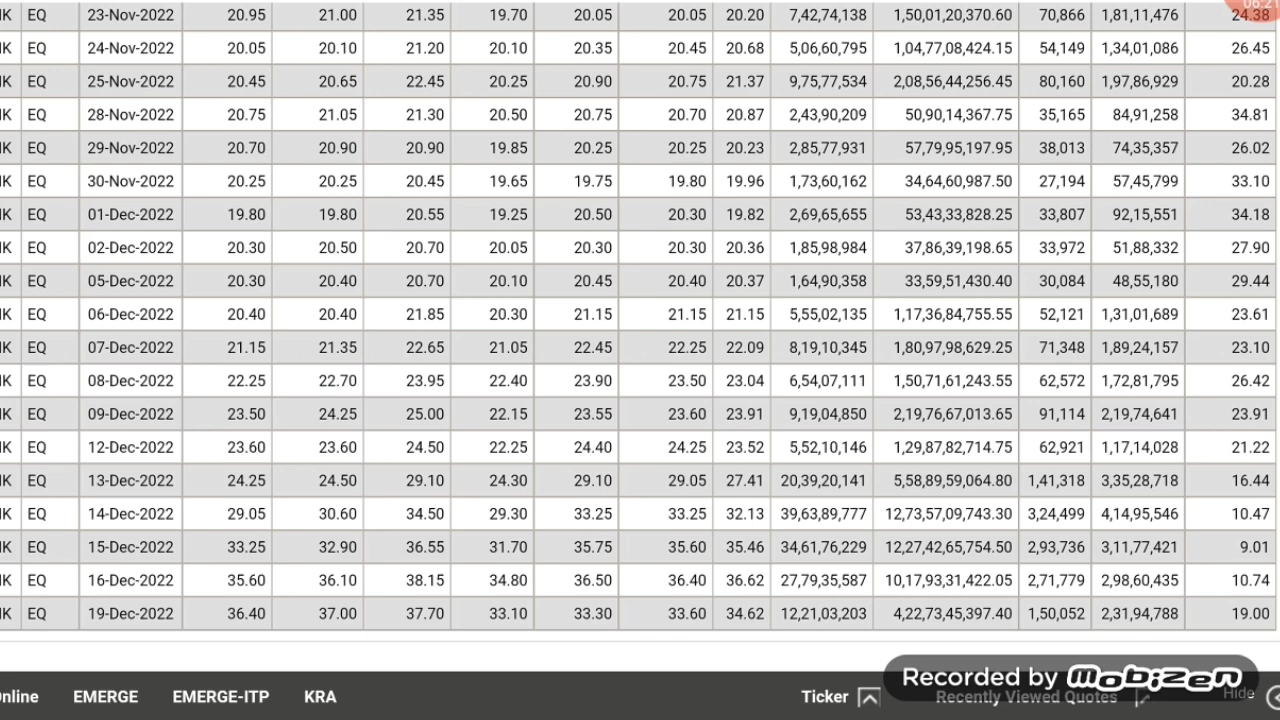 06:21
IK EQ 23-Nov-2022 20.95 21.00 21.35 19.70 20.05 20.05 20.20 7,42,74,138 1,50,01,20,370.60 70,866 1,81,11,476 24.38
IK EQ 24-Nov-2022 20.05 20.10 21.20 20.10 20.35 20.45 20.68 5,06,60,795 1,04,77,08,424.15 54,149 1,34,01,086 26.45
IK EQ 25-Nov-2022 20.45 20.65 22.45 20.25 20.90 20.75 21.37 9,75,77,534 2,08,56,44,256.45 80,160 1,97,86,929 20.28
IK EQ 28-Nov-2022 20.75 21.05 21.30 20.50 20.75 20.70 20.87 2,43,90,209 50,90,14,367.75 35,165 84,91,258 34.81
IK EQ 29-Nov-2022 20.70 20.90 20.90 19.85 20.25 20.25 20.23 2,85,77,931 57,79,95,197.95 38,013 74,35,357 26.02
IK EQ 30-Nov-2022 20.25 20.25 20.45 19.65 19.75 19.80 19.96 1,73,60,162 34,64,60,987.50 27,194 57,45,799 33.10
IK EQ 01-Dec-2022 19.80 19.80 20.55 19.25 20.50 20.30 19.82 2,69,65,655 53,43,33,828.25 33,807 92,15,551 34.18
IK EQ 02-Dec-2022 20.30 20.50 20.70 20.05 20.30 20.30 20.36 1,85,98,984 37,86,39,198.65 33,972 51,88,332 27.90
IK EQ 05-Dec-2022 20.30 20.40 20.70 20.10 20.45 20.40 20.37 1,64,90,358 33,59,51,430.40 30,084 48,55,180 29.44
IK EQ 06-Dec-2022 20.40 20.40 21.85 20.30 21.15 21.15 21.15 5,55,02,135 1,17,36,84,755.55 52,121 1,31,01,689 23.61
IK EQ 07-Dec-2022 21.15 21.35 22.65 21.05 22.45 22.25 22.09 8,19,10,345 1,80,97,98,629.25 71,348 1,89,24,157 23.10
IK EQ 08-Dec-2022 22.25 22.70 23.95 22.40 23.90 23.50 23.04 6,54,07,111 1,50,71,61,243.55 62,572 1,72,81,795 26.42
IK EQ 09-Dec-2022 23.50 24.25 25.00 22.15 23.55 23.60 23.91 9,19,04,850 2,19,76,67,013.65 91,114 2,19,74,641 23.91
IK EQ 12-Dec-2022 23.60 23.60 24.50 22.25 24.40 24.25 23.52 5,52,10,146 1,29,87,82,714.75 62,921 1,17,14,028 21.22
IK EQ 13-Dec-2022 24.25 24.50 29.10 24.30 29.10 29.05 27.41 20,39,20,141 5,58,89,59,064.80 1,41,318 3,35,28,718 16.44
IK EQ 14-Dec-2022 29.05 30.60 34.50 29.30 33.25 33.25 32.13 39,63,89,777 12,73,57,09,743.30 3,24,499 4,14,95,546 10.47
IK EQ 15-Dec-2022 33.25 32.90 36.55 31.70 35.75 35.60 35.46 34,61,76,229 12,27,42,65,754.50 2,93,736 3,11,77,421 9.01
IK EQ 16-Dec-2022 35.60 36.10 38.15 34.80 36.50 36.40 36.62 27,79,35,587 10,17,93,31,422.05 2,71,779 2,98,60,435 10.74
IK EQ 19-Dec-2022 36.40 37.00 37.70 33.10 33.30 33.60 34.62 12,21,03,203 4,22,73,45,397.40 1,50,052 2,31,94,788 19.00
Recorded by Mobizen
nline EMERGE EMERGE-ITP KRA Ticker Recently Viewed Quotes Hide